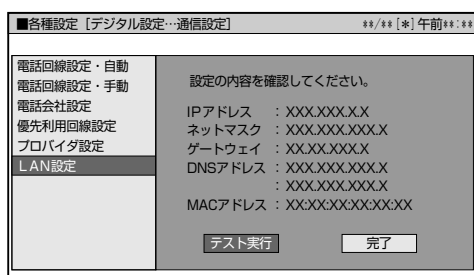 ■各種設定［デジタル設定…通信設定］ **/**[*]午前**:**
電話回線設定・自動
電話回線設定・手動
電話会社設定
優先利用回線設定
プロバイダ設定
LAN設定
設定の内容を確認してください。
IPアドレス : XXX.XXX.X.X
ネットマスク : XXX.XXX.XXX.X
ゲートウェイ : XX.XX.XXX.X
DNSアドレス : XXX.XXX.XXX.X
: XXX.XXX.XXX.X
MACアドレス : XX:XX:XX:XX:XX:XX
テスト実行 完了